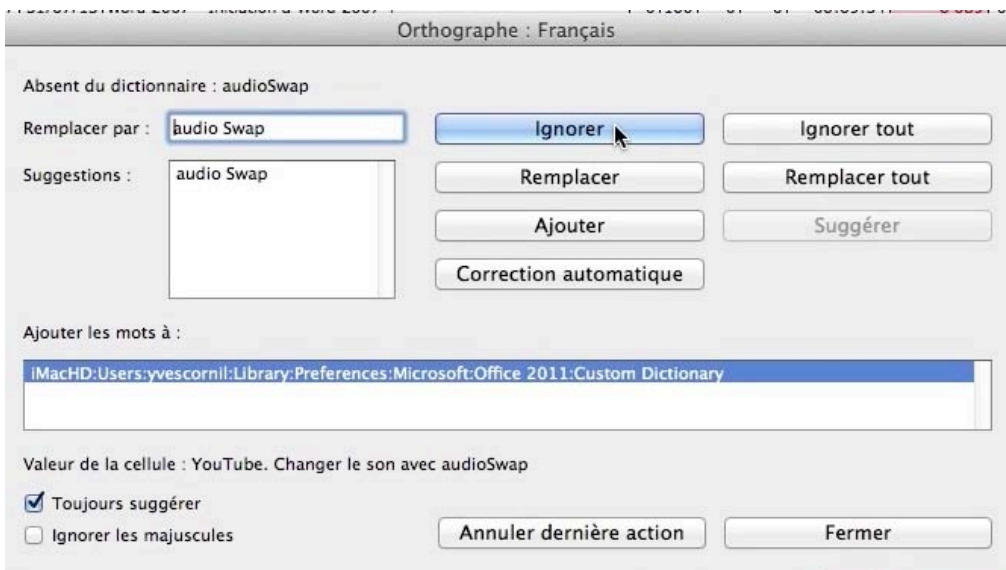 Orthographe : Français
Absent du dictionnaire : audioSwap
Remplacer par : audio Swap Ignorer Ignorer tout
Suggestions : audio Swap Remplacer Remplacer tout
Ajouter Suggérer
Correction automatique
Ajouter les mots à :
iMacHD:Users:yvescornil:Library:Preferences:Microsoft:Office 2011:Custom Dictionary
Valeur de la cellule : YouTube. Changer le son avec audioSwap
Toujours suggérer
Ignorer les majuscules Annuler dernière action Fermer